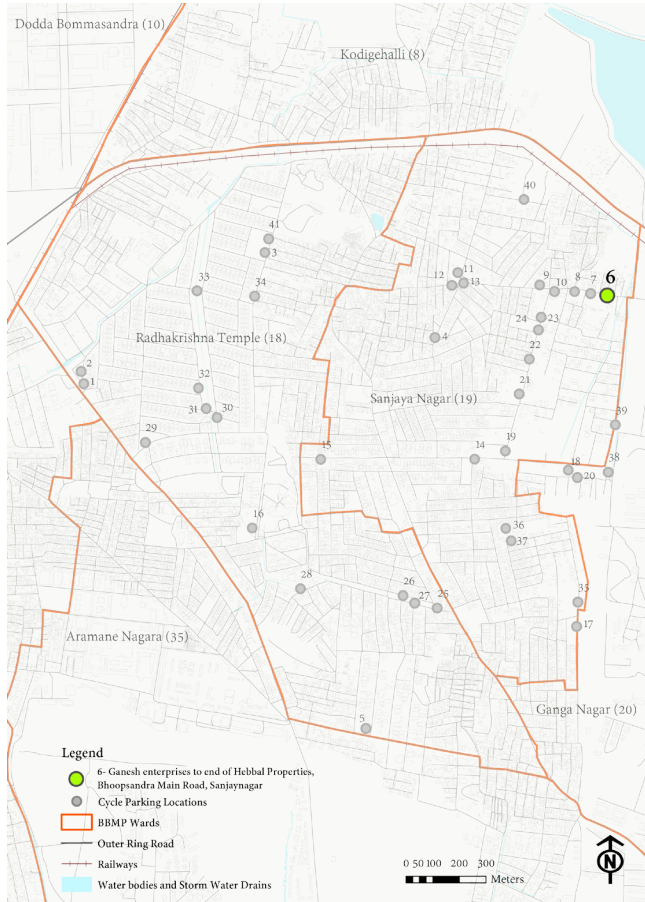 Dodda Bommasandra (10)
Kodigehalli (8)
40
41
3
11
12
13
9
10
8
7
6
33
34
24
23
4
Radhakrishna Temple (18)
22
2
1
32
21
Sanjaya Nagar (19)
31
30
39
29
15
14
19
18
20
38
16
36
37
28
26
27
25
35
17
Aramane Nagara (35)
Ganga Nagar (20)
5
Legend
6- Ganesh enterprises to end of Hebbal Properties,
Bhoopsandra Main Road, Sanjaynagar
Cycle Parking Locations
BBMP Wards
Outer Ring Road
Railways
Water bodies and Storm Water Drains
N
0 50 100 200 300
Meters